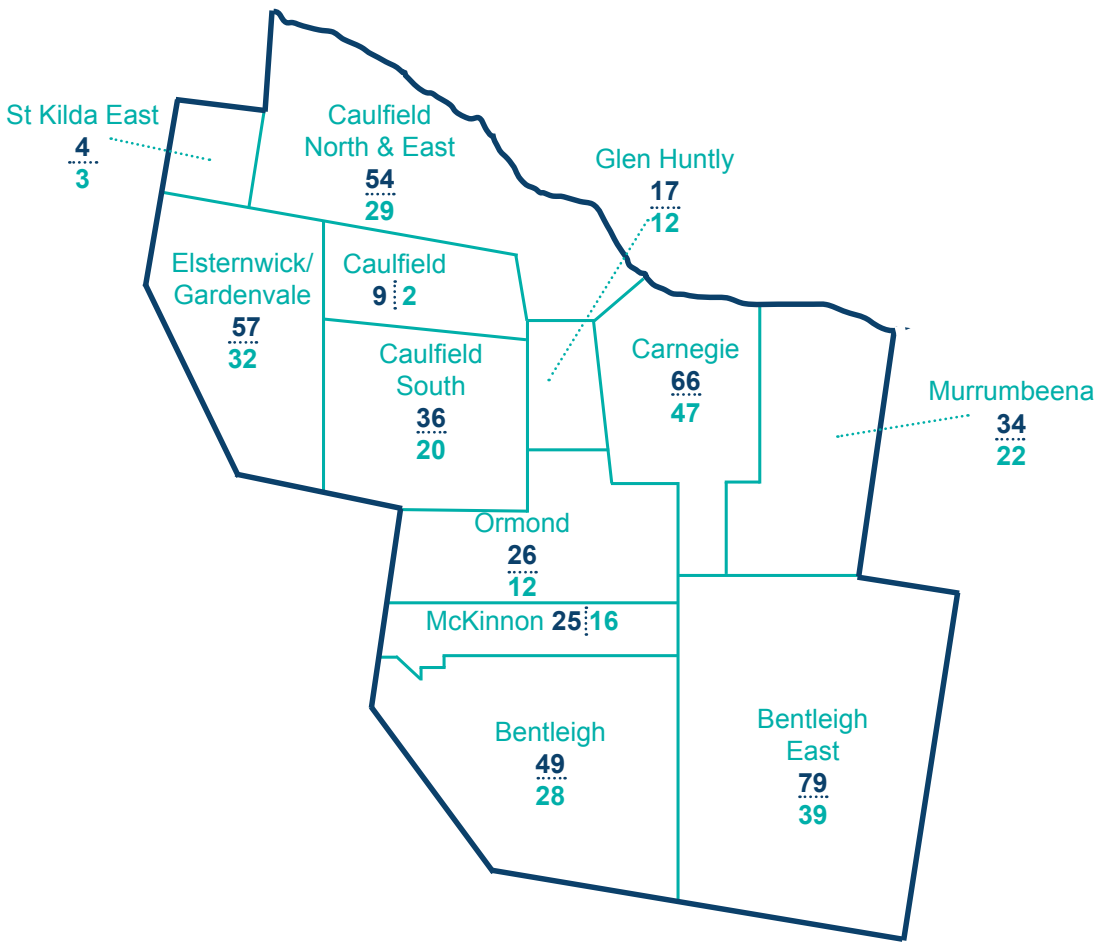 St Kilda East
4
3
Caulfield
North & East
54
29
Glen Huntly
17
12
Elsternwick/
Gardenvale
57
32
Caulfield
9 2
Caulfield
South
36
20
Carnegie
66
47
Murrumbeena
34
22
Ormond
26
12
McKinnon 25 16
Bentleigh
49
28
Bentleigh
East
79
39